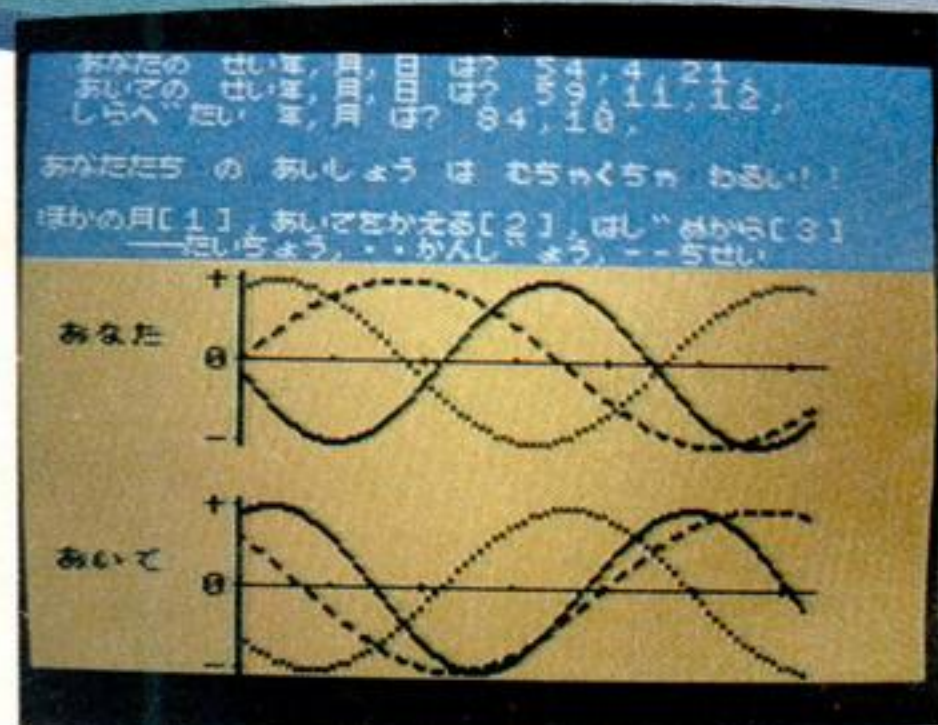 あなたの せい年,月,日 は? 54,4,21,
あいての せい年,月,日 は? 59,11,12,
しらべ゛たい 年,月 は? 84,10,
あなたたち の あいしょう は むちゃくちゃ わるい!!
ほかの月[1],あいてをかえる[2],はし゛めから[3]
──たいちょう,・・かんし゛ょう,--ちせい
+
あなた
0
-
+
あいて
0
-